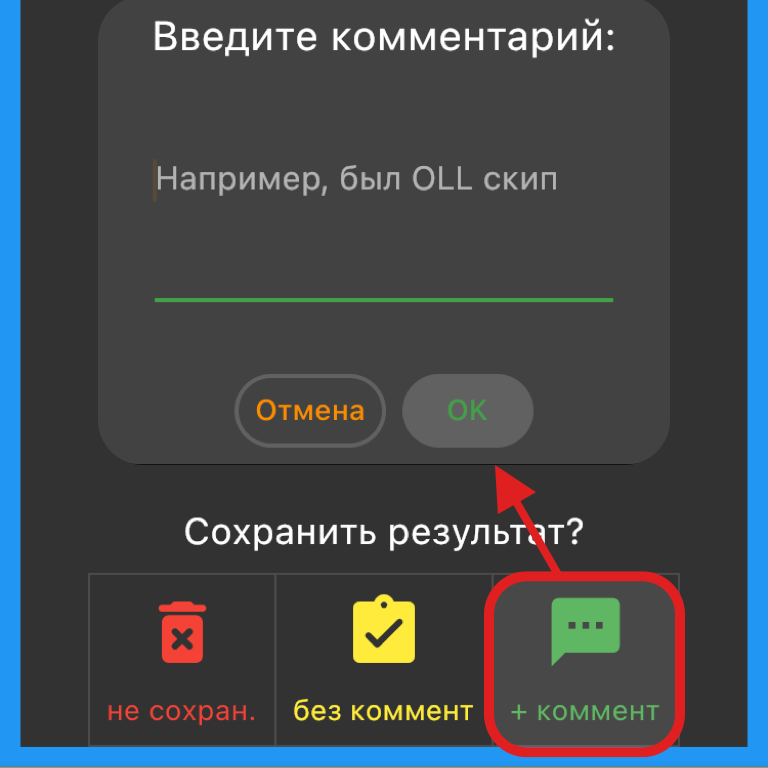 Введите комментарий:
Например, был OLL скип
Отмена OK
Сохранить результат?
не сохран. без коммент + коммент